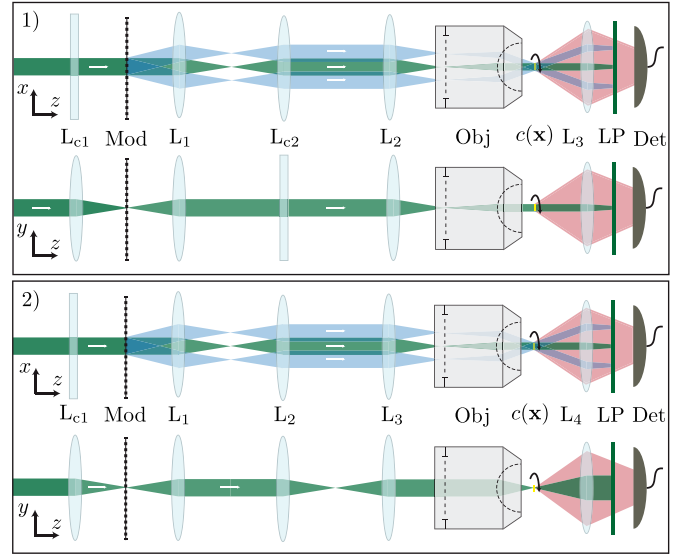 1)
x
z
L_c1 Mod L_1 L_c2 L_2 Obj c(x) L_3 LP Det
y
z
2)
x
z
L_c1 Mod L_1 L_2 L_3 Obj c(x) L_4 LP Det
y
z